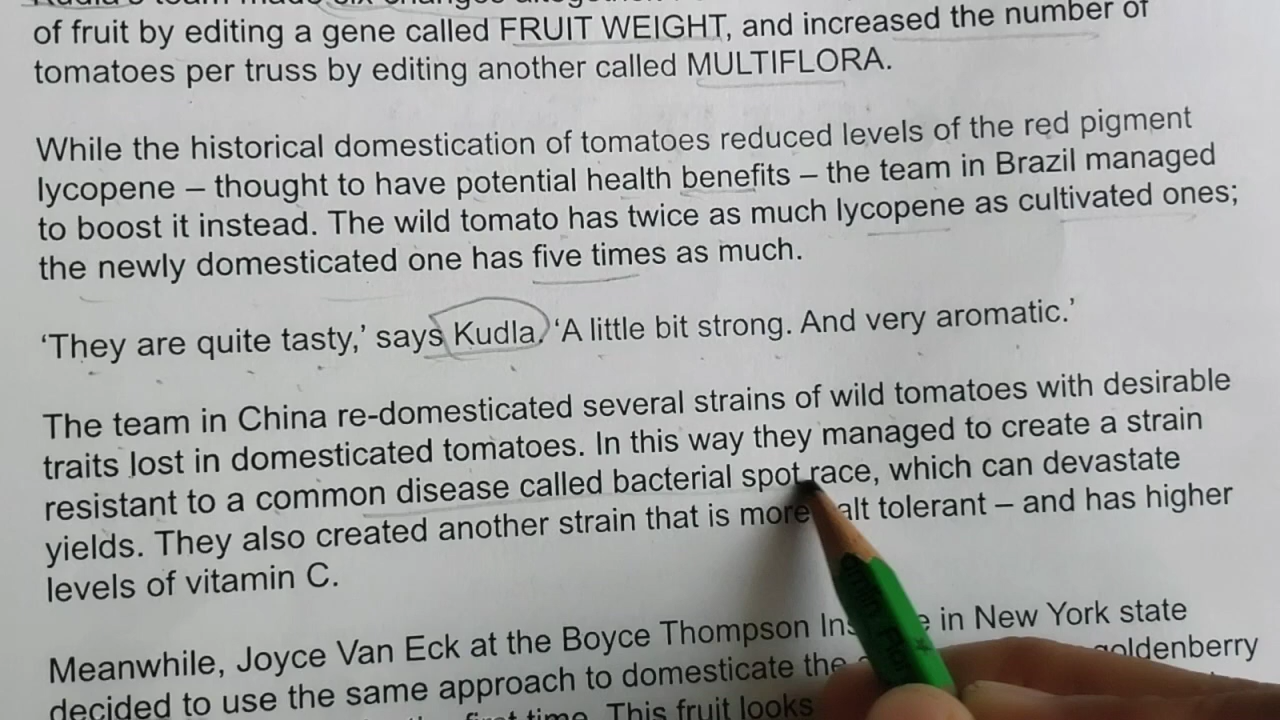 of fruit by editing a gene called FRUIT WEIGHT, and increased the number of
tomatoes per truss by editing another called MULTIFLORA.
While the historical domestication of tomatoes reduced levels of the red pigment
lycopene – thought to have potential health benefits – the team in Brazil managed
to boost it instead. The wild tomato has twice as much lycopene as cultivated ones;
the newly domesticated one has five times as much.
‘They are quite tasty,’ says Kudla. ‘A little bit strong. And very aromatic.’
The team in China re-domesticated several strains of wild tomatoes with desirable
traits lost in domesticated tomatoes. In this way they managed to create a strain
resistant to a common disease called bacterial spot race, which can devastate
yields. They also created another strain that is more alt tolerant – and has higher
levels of vitamin C.
Meanwhile, Joyce Van Eck at the Boyce Thompson in New York state
decided to use the same approach to domesticate the goldenberry
time. This fruit looks